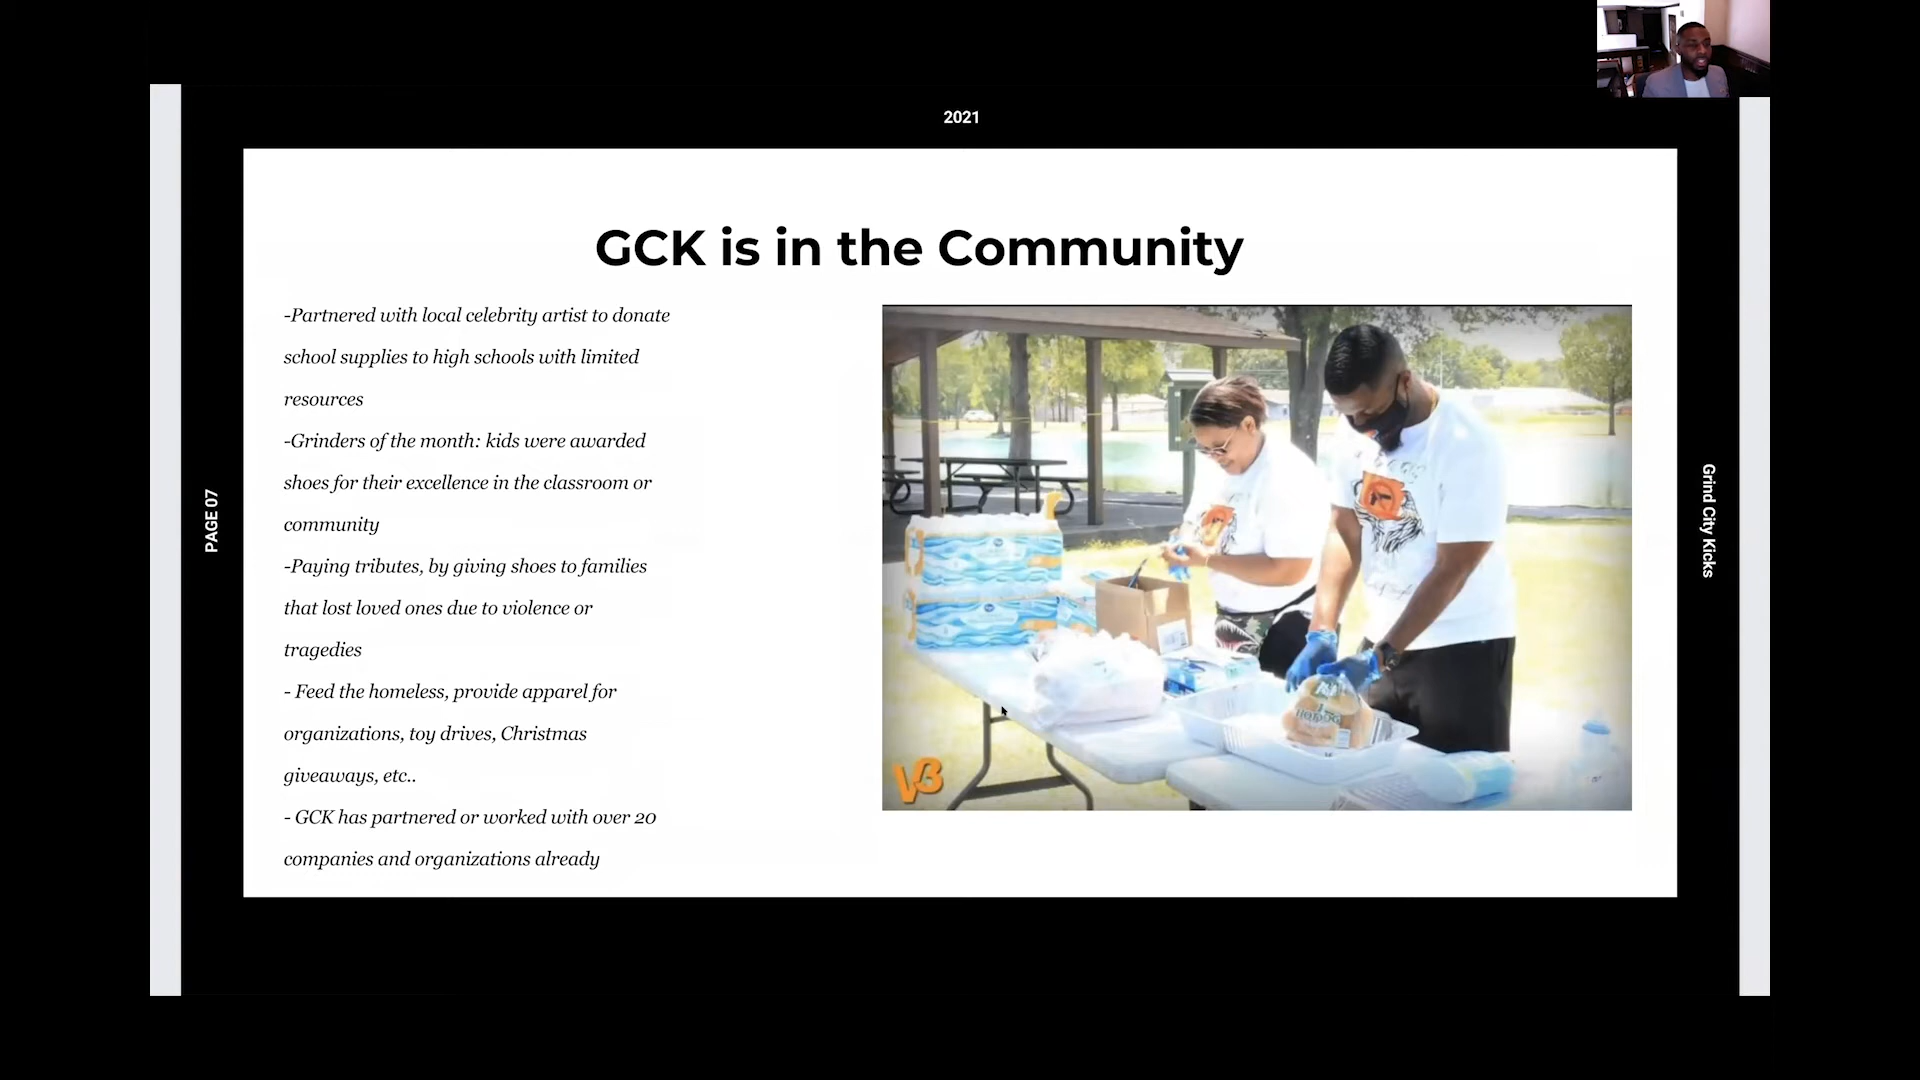 2021
GCK is in the Community
-Partnered with local celebrity artist to donate
school supplies to high schools with limited
resources
-Grinders of the month: kids were awarded
shoes for their excellence in the classroom or
community
-Paying tributes, by giving shoes to families
that lost loved ones due to violence or
tragedies
- Feed the homeless, provide apparel for
organizations, toy drives, Christmas
giveaways, etc..
- GCK has partnered or worked with over 20
companies and organizations already
PAGE 07
Grind City Kicks
VB